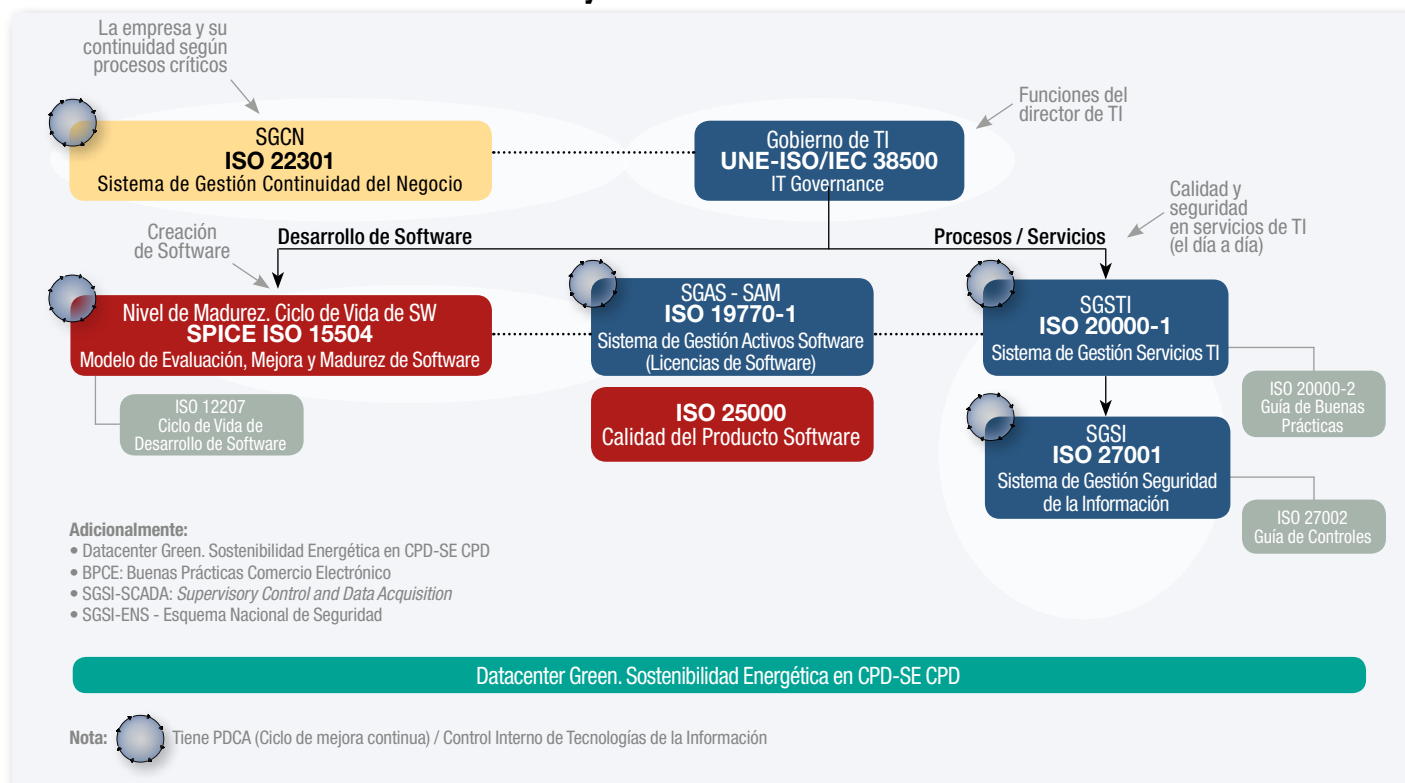 y
La empresa y su
continuidad según
procesos críticos
Funciones del
director de TI
SGCN
ISO 22301
Sistema de Gestión Continuidad del Negocio
Gobierno de TI
UNE-ISO/IEC 38500
IT Governance
Calidad y
seguridad
en servicios de TI
(el día a día)
Creación
de Software
Desarrollo de Software
Procesos / Servicios
Nivel de Madurez. Ciclo de Vida de SW
SPICE ISO 15504
Modelo de Evaluación, Mejora y Madurez de Software
SGAS - SAM
ISO 19770-1
Sistema de Gestión Activos Software
(Licencias de Software)
SGSTI
ISO 20000-1
Sistema de Gestión Servicios TI
ISO 12207
Ciclo de Vida de
Desarrollo de Software
ISO 25000
Calidad del Producto Software
ISO 20000-2
Guía de Buenas
Prácticas
SGSI
ISO 27001
Sistema de Gestión Seguridad
de la Información
ISO 27002
Guía de Controles
Adicionalmente:
• Datacenter Green. Sostenibilidad Energética en CPD-SE CPD
• BPCE: Buenas Prácticas Comercio Electrónico
• SGSI-SCADA: Supervisory Control and Data Acquisition
• SGSI-ENS - Esquema Nacional de Seguridad
Datacenter Green. Sostenibilidad Energética en CPD-SE CPD
Nota: Tiene PDCA (Ciclo de mejora continua) / Control Interno de Tecnologías de la Información